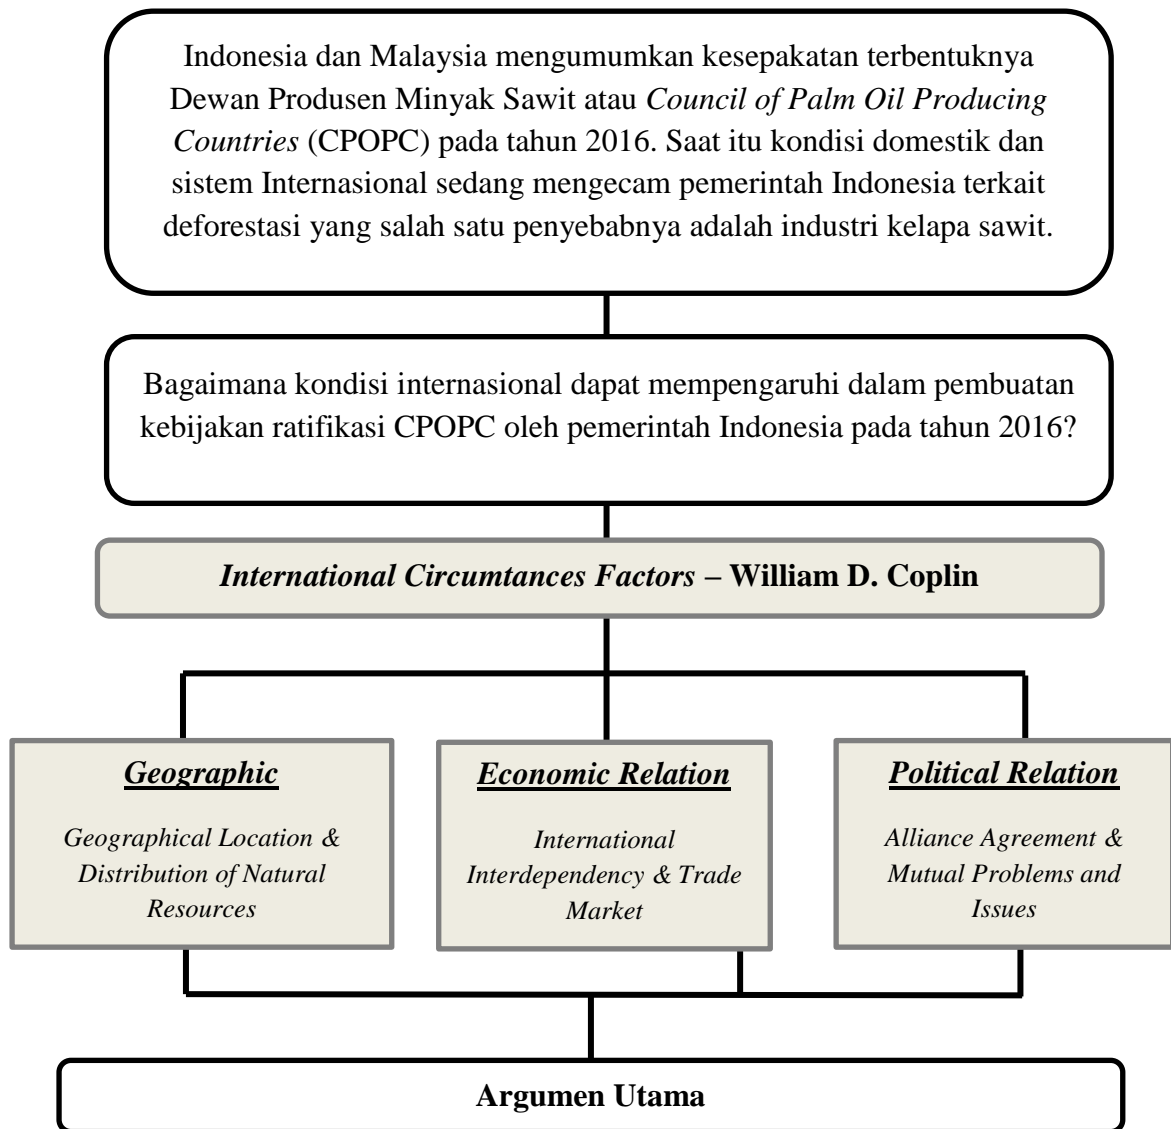 Indonesia dan Malaysia mengumumkan kesepakatan terbentuknya
Dewan Produsen Minyak Sawit atau Council of Palm Oil Producing
Countries (CPOPC) pada tahun 2016. Saat itu kondisi domestik dan
sistem Internasional sedang mengecam pemerintah Indonesia terkait
deforestasi yang salah satu penyebabnya adalah industri kelapa sawit.
Bagaimana kondisi internasional dapat mempengaruhi dalam pembuatan
kebijakan ratifikasi CPOPC oleh pemerintah Indonesia pada tahun 2016?
International Circumtances Factors – William D. Coplin
Geographic
Geographical Location &
Distribution of Natural
Resources
Economic Relation
International
Interdependency & Trade
Market
Political Relation
Alliance Agreement &
Mutual Problems and
Issues
Argumen Utama